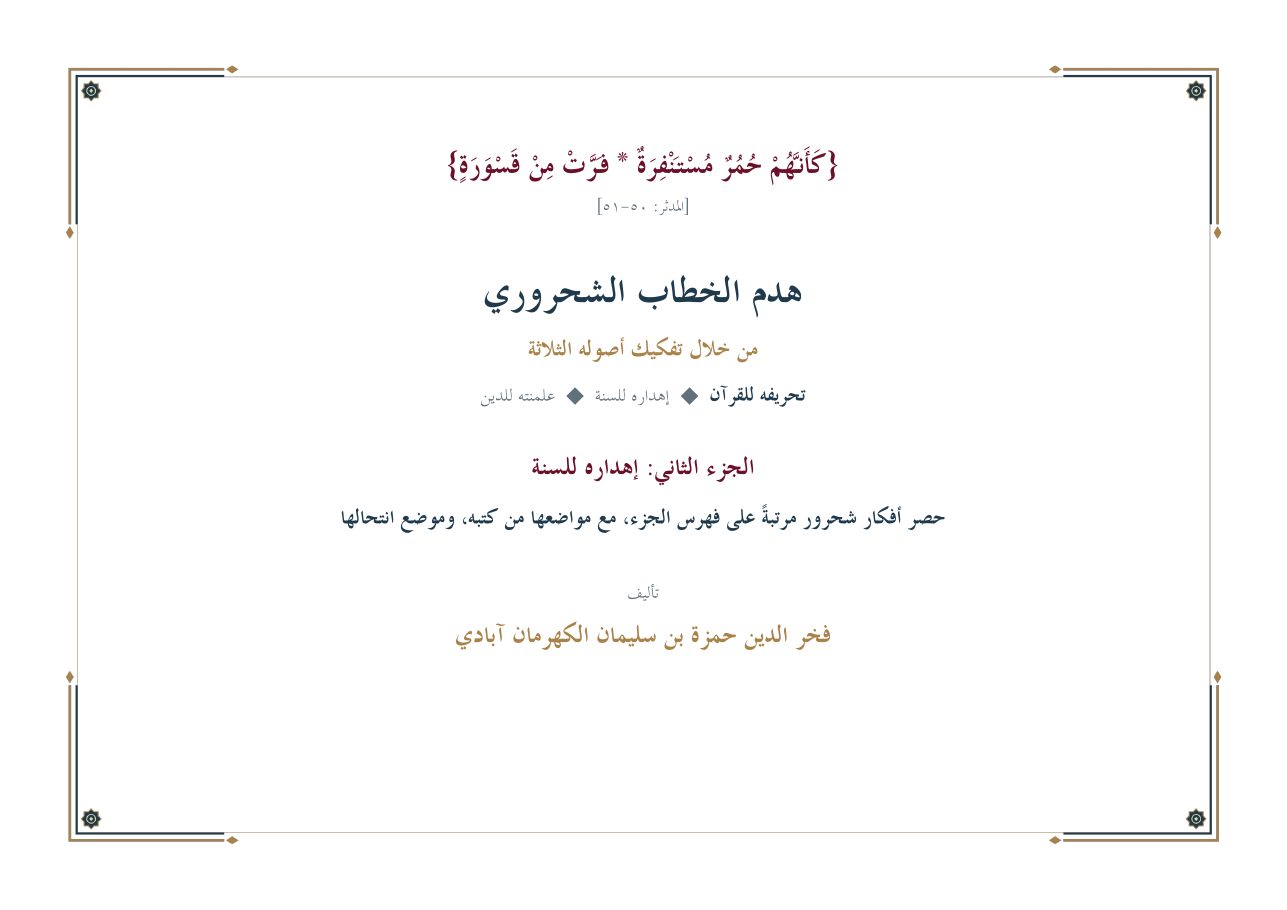 {كَأَنَّهُمْ حُمُرٌ مُسْتَنْفِرَةٌ * فَرَّتْ مِنْ قَسْوَرَةٍ}
[المدثر: ٥٠-٥١]
هدم الخطاب الشحروري
من خلال تفكيك أصوله الثلاثة
تحريفه للقرآن ◆ إهداره للسنة ◆ علمنته للدين
الجزء الثاني: إهداره للسنة
حصر أفكار شحرور مرتبةً على فهرس الجزء، مع مواضعها من كتبه، وموضع انتحالها
تأليف
فخر الدين حمزة بن سليمان الكهرمان آبادي